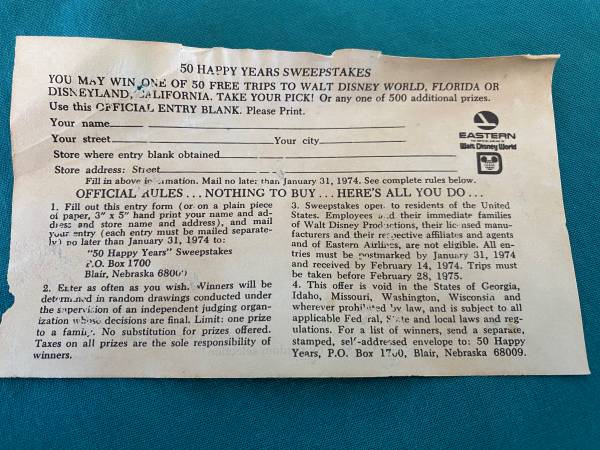 50 HAPPY YEARS SWEEPSTAKES
YOU MAY WIN ONE OF 50 FREE TRIPS TO WALT DISNEY WORLD, FLORIDA OR
DISNEYLAND, CALIFORNIA. TAKE YOUR PICK! Or any one of 500 additional prizes.
Use this OFFICIAL ENTRY BLANK. Please Print.
Your name
Your street Your city
Store where entry blank obtained
Store address: Street
EASTERN
Walt Disney World
Fill in above information. Mail no later than January 31, 1974. See complete rules below.
OFFICIAL RULES . . . NOTHING TO BUY . . . HERE'S ALL YOU DO . . .
1. Fill out this entry form (or on a plain piece
of paper, 3" x 5" hand print your name and ad-
dress and store name and address), and mail
your entry (each entry must be mailed separate-
ly) no later than January 31, 1974 to:
"50 Happy Years" Sweepstakes
P.O. Box 1700
Blair, Nebraska 68009
2. Enter as often as you wish. Winners will be
determined in random drawings conducted under
the supervision of an independent judging organ-
ization whose decisions are final. Limit: one prize
to a family. No substitution for prizes offered.
Taxes on all prizes are the sole responsibility of
winners.
3. Sweepstakes open to residents of the United
States. Employees and their immediate families
of Walt Disney Productions, their licensed manu-
facturers and their respective affiliates and agents
and of Eastern Airlines, are not eligible. All en-
tries must be postmarked by January 31, 1974
and received by February 14, 1974. Trips must
be taken before February 28, 1975.
4. This offer is void in the States of Georgia,
Idaho, Missouri, Washington, Wisconsin and
wherever prohibited by law, and is subject to all
applicable Federal, State and local laws and reg-
ulations. For a list of winners, send a separate,
stamped, self-addressed envelope to: 50 Happy
Years, P.O. Box 1700, Blair, Nebraska 68009.